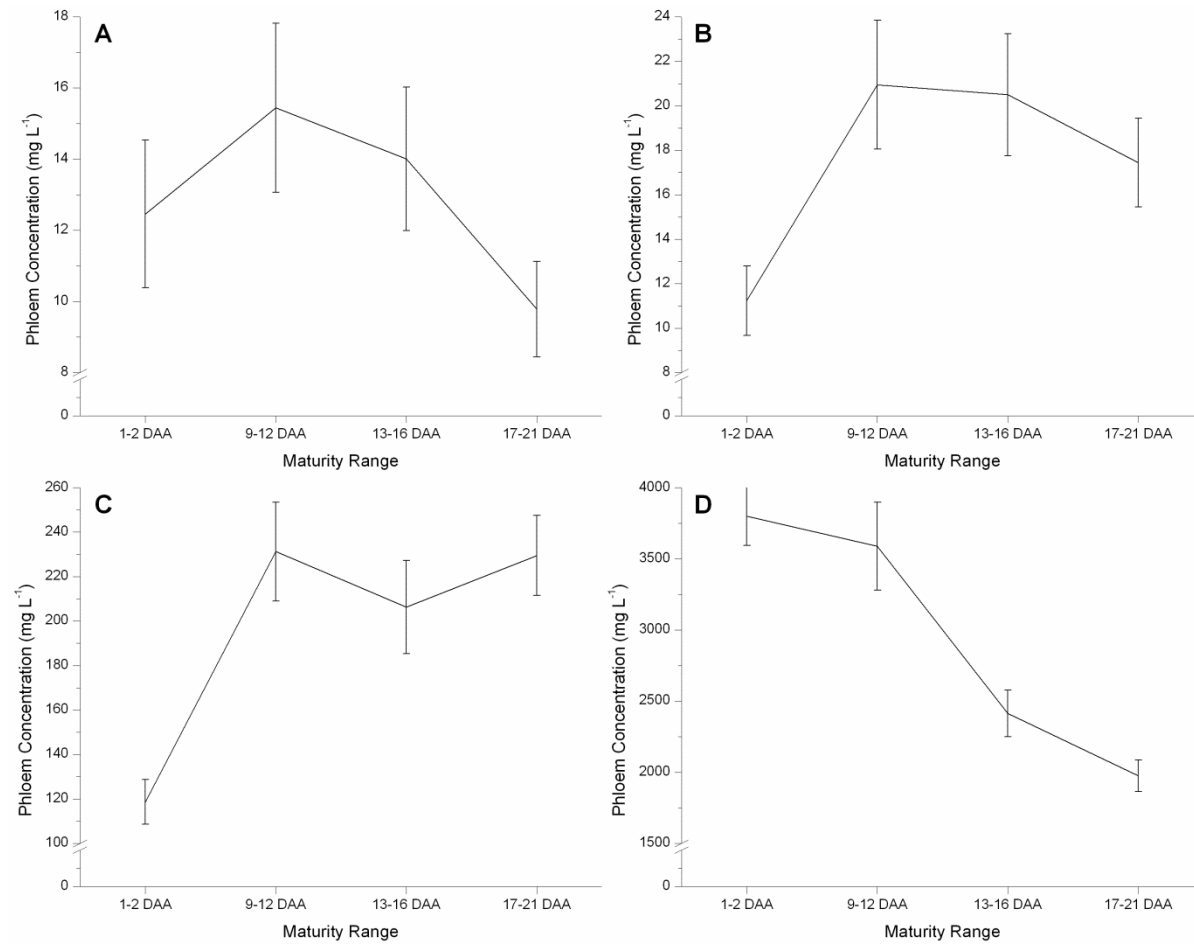 A
18
16
14
12
10
8
0
Phloem Concentration (mg L-1)
1-2 DAA 9-12 DAA 13-16 DAA 17-21 DAA
Maturity Range
B
24
22
20
18
16
14
12
11
10
8
0
Phloem Concentration (mg L-1)
1-2 DAA 9-12 DAA 13-16 DAA 17-21 DAA
Maturity Range
C
260
240
220
200
180
160
140
120
100
0
Phloem Concentration (mg L-1)
1-2 DAA 9-12 DAA 13-16 DAA 17-21 DAA
Maturity Range
D
4000
3500
3000
2500
2000
1500
0
Phloem Concentration (mg L-1)
1-2 DAA 9-12 DAA 13-16 DAA 17-21 DAA
Maturity Range